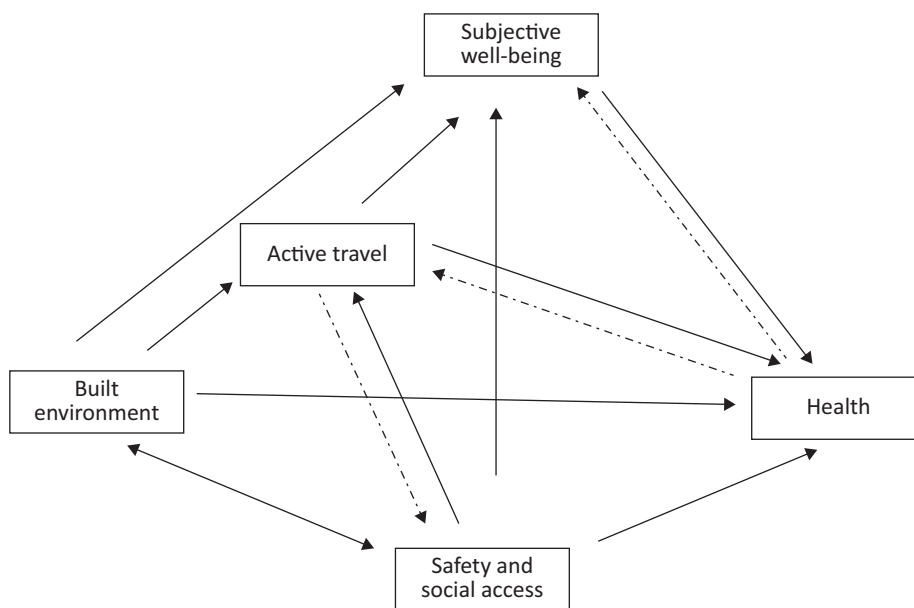 Subjective
well-being
Active travel
Built
environment
Health
Safety and
social access